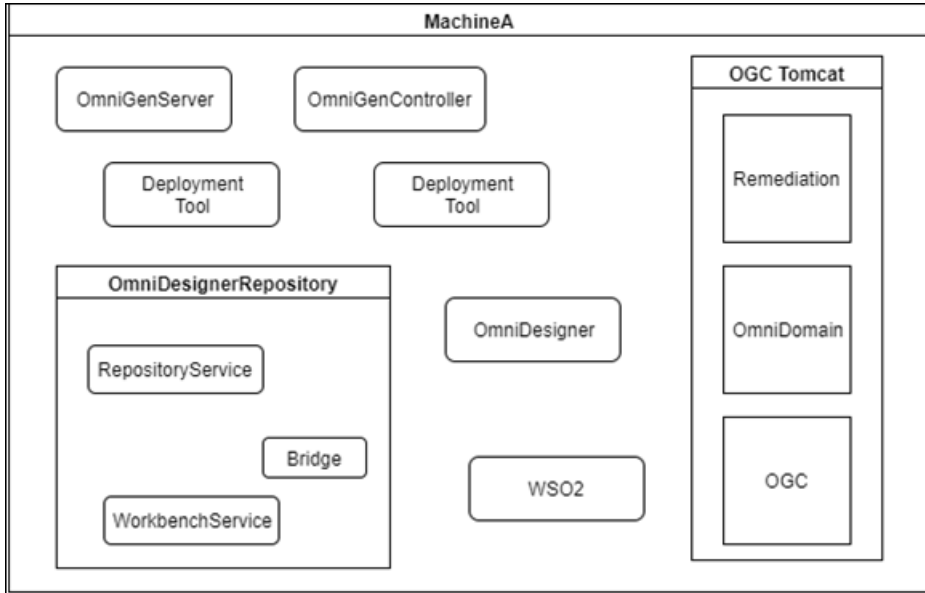 MachineA
OmniGenServer
OmniGenController
OGC Tomcat
Deployment
Tool
Deployment
Tool
Remediation
OmniDesignerRepository
OmniDesigner
OmniDomain
RepositoryService
Bridge
WSO2
OGC
WorkbenchService